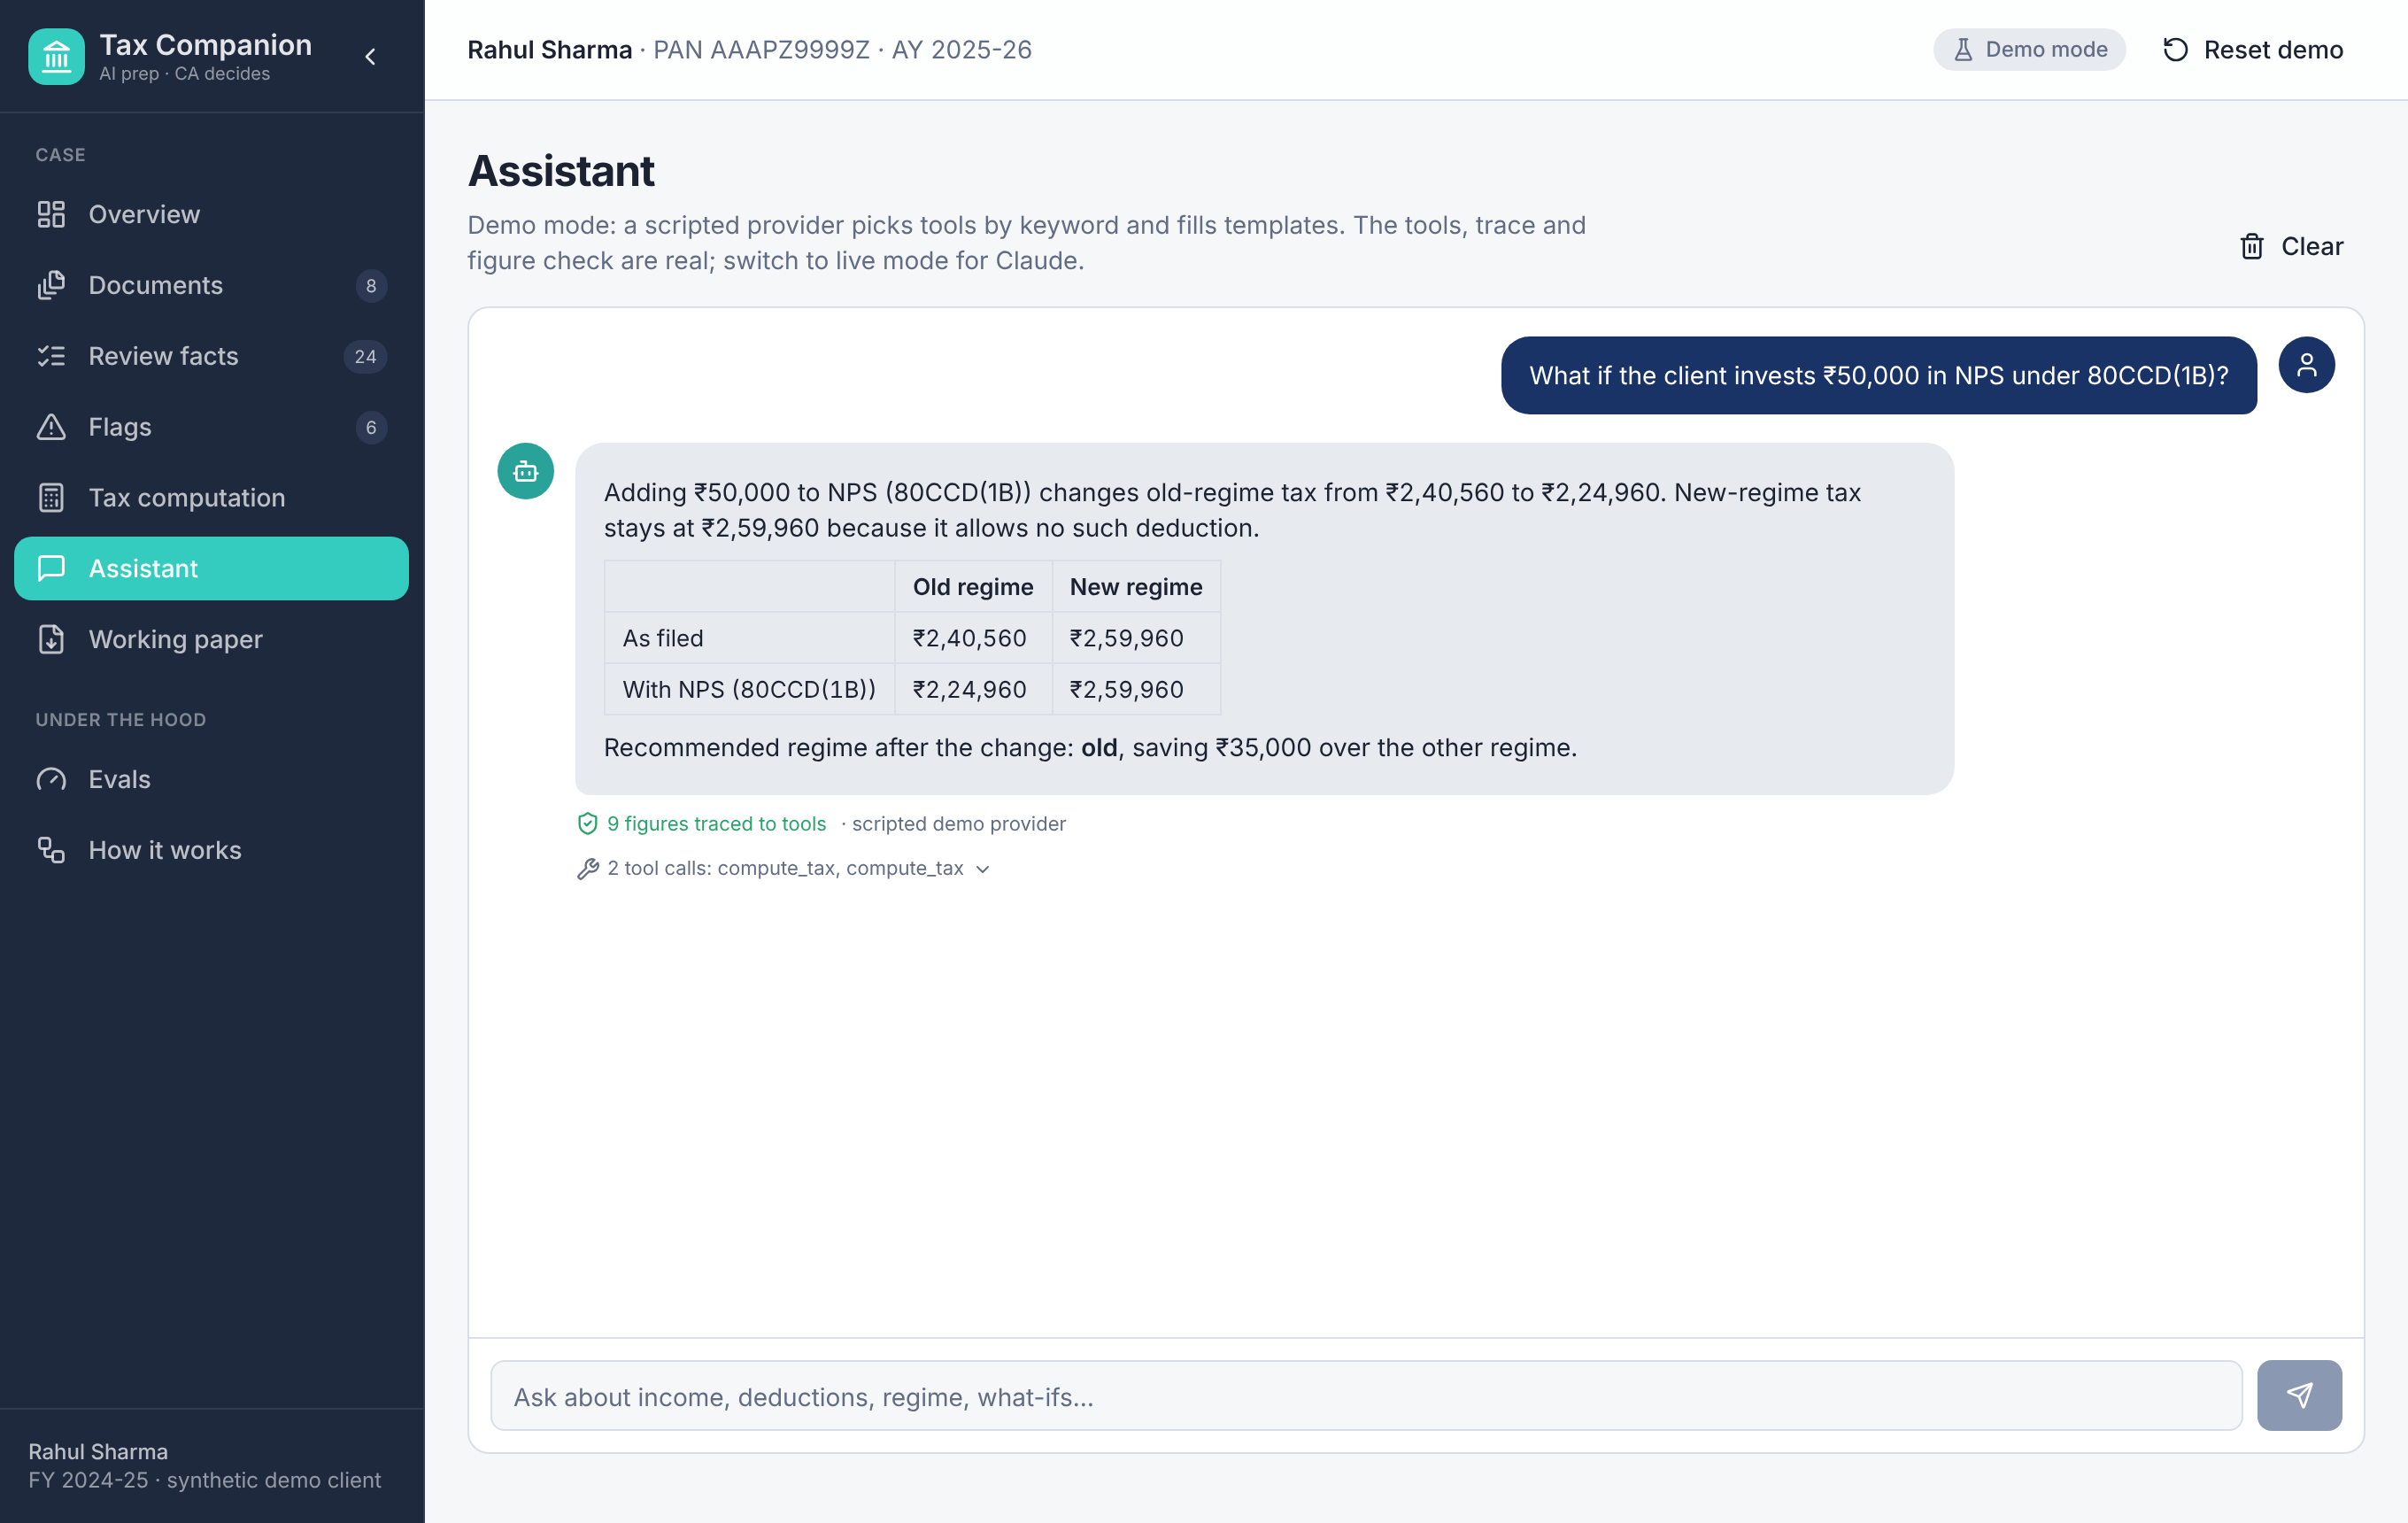 Tax Companion
AI prep · CA decides
CASE
Overview
Documents 8
Review facts 24
Flags 6
Tax computation
Assistant
Working paper
UNDER THE HOOD
Evals
How it works
Rahul Sharma
FY 2024-25 · synthetic demo client
Rahul Sharma · PAN AAAPZ9999Z · AY 2025-26
Demo mode
Reset demo
Assistant
Demo mode: a scripted provider picks tools by keyword and fills templates. The tools, trace and
figure check are real; switch to live mode for Claude.
Clear
What if the client invests ₹50,000 in NPS under 80CCD(1B)?
Adding ₹50,000 to NPS (80CCD(1B)) changes old-regime tax from ₹2,40,560 to ₹2,24,960. New-regime tax
stays at ₹2,59,960 because it allows no such deduction.
Old regime New regime
As filed ₹2,40,560 ₹2,59,960
With NPS (80CCD(1B)) ₹2,24,960 ₹2,59,960
Recommended regime after the change: old, saving ₹35,000 over the other regime.
9 figures traced to tools · scripted demo provider
2 tool calls: compute_tax, compute_tax
Ask about income, deductions, regime, what-ifs...